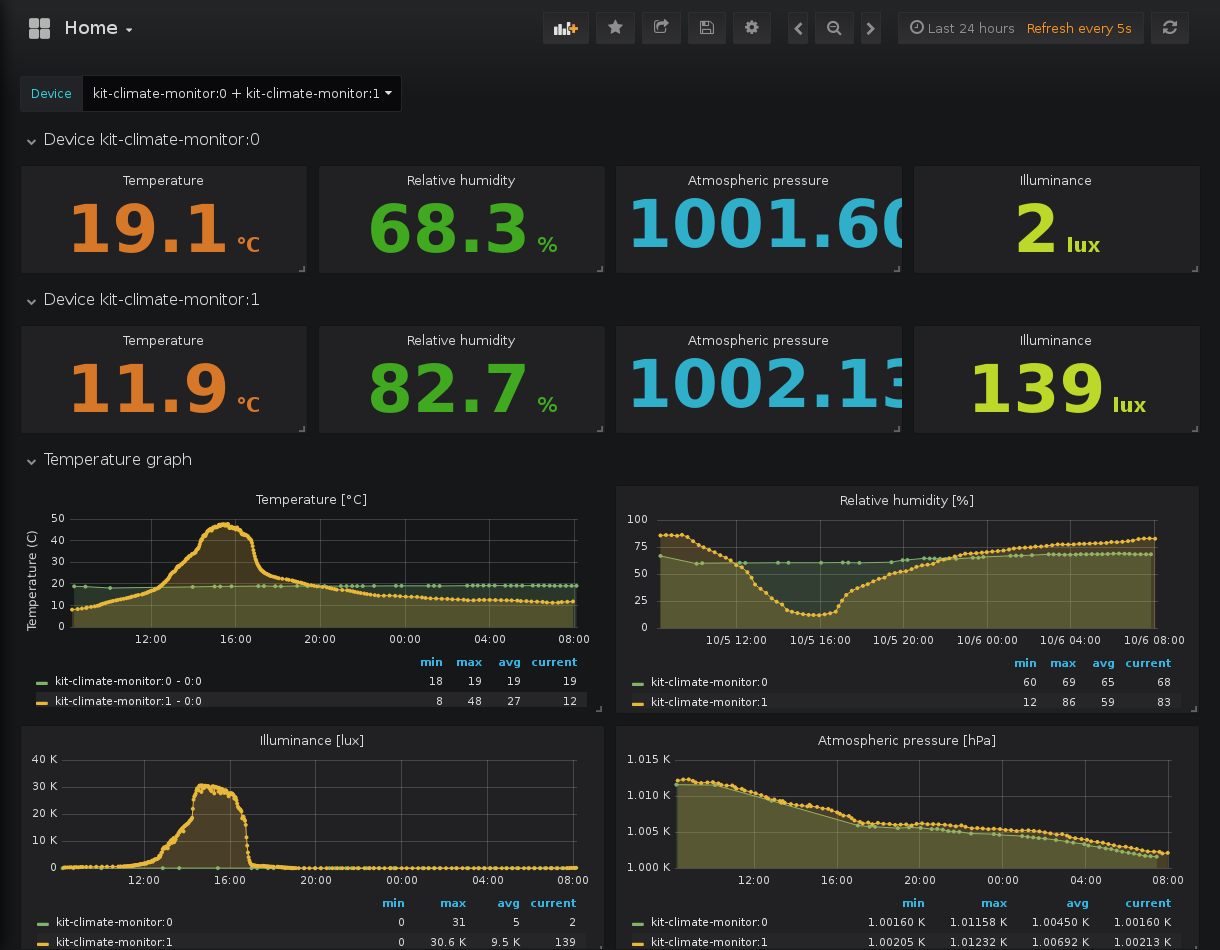 Home
Last 24 hours Refresh every 5s
Device kit-climate-monitor:0 + kit-climate-monitor:1
Device kit-climate-monitor:0
Temperature Relative humidity Atmospheric pressure Illuminance
19.1 °C 68.3 % 1001.60 2 lux
Device kit-climate-monitor:1
Temperature Relative humidity Atmospheric pressure Illuminance
11.9 °C 82.7 % 1002.13 139 lux
Temperature graph
Temperature [°C]
Temperature (C)
50
40
30
20
10
0
12:00 16:00 20:00 00:00 04:00 08:00
min max avg current
kit-climate-monitor:0 - 0:0 18 19 19 19
kit-climate-monitor:1 - 0:0 8 48 27 12
Relative humidity [%]
100
75
50
25
0
10/5 12:00 10/5 16:00 10/5 20:00 10/6 00:00 10/6 04:00 10/6 08:00
min max avg current
kit-climate-monitor:0 60 69 65 68
kit-climate-monitor:1 12 86 59 83
Illuminance [lux]
40 K
30 K
20 K
10 K
0
12:00 16:00 20:00 00:00 04:00 08:00
min max avg current
kit-climate-monitor:0 0 31 5 2
kit-climate-monitor:1 0 30.6 K 9.5 K 139
Atmospheric pressure [hPa]
1.015 K
1.010 K
1.005 K
1.000 K
12:00 16:00 20:00 00:00 04:00 08:00
min max avg current
kit-climate-monitor:0 1.00160 K 1.01158 K 1.00450 K 1.00160 K
kit-climate-monitor:1 1.00205 K 1.01232 K 1.00692 K 1.00213 K